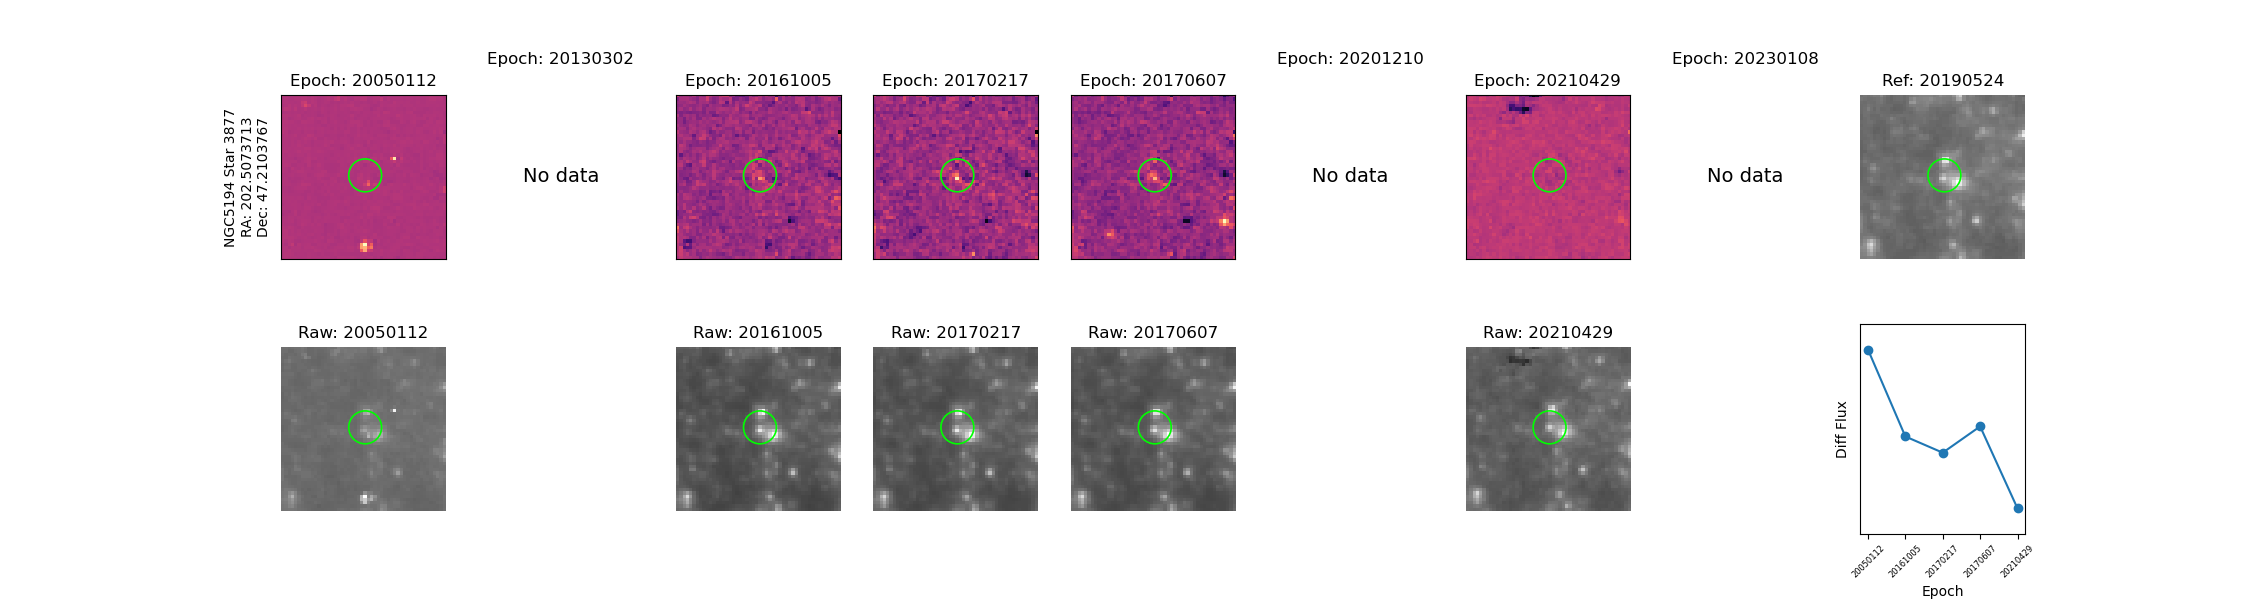 Epoch: 20130302
Epoch: 20201210
Epoch: 20230108
Epoch: 20050112
Epoch: 20161005
Epoch: 20170217
Epoch: 20170607
Epoch: 20210429
Ref: 20190524
NGC5194 Star 3877
RA: 202.5073713
Dec: 47.2103767
No data
No data
No data
Raw: 20050112
Raw: 20161005
Raw: 20170217
Raw: 20170607
Raw: 20210429
Diff Flux
20050112
20161005
20170217
20170607
20210429
Epoch